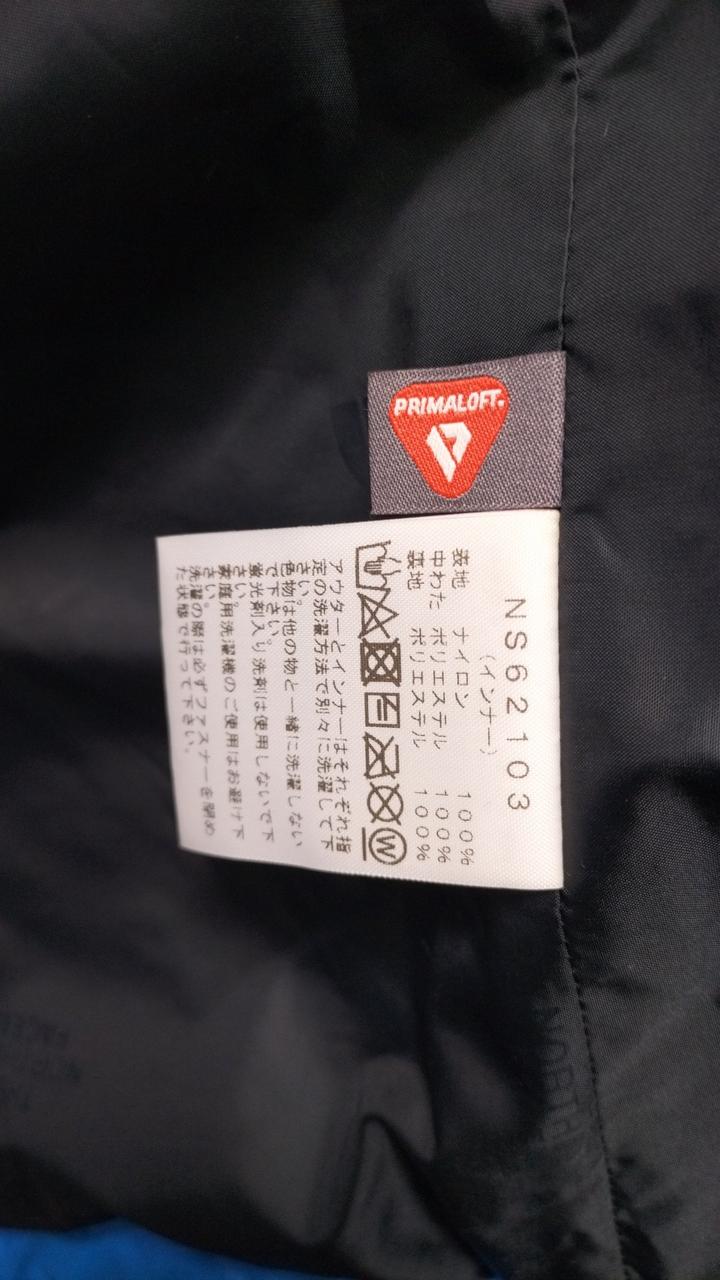 PRIMALOFT.
NS62103
(インナー)
表地 ナイロン 100%
中わた ポリエステル 100%
裏地 ポリエステル 100%
W
アウターとインナーはそれぞれ指
定の洗濯方法で別々に洗濯して下
さい。
色物は他の物と一緒に洗濯しない
で下さい。
蛍光剤入り洗剤は使用しないで下
さい。
家庭用洗濯機のご使用はお避け下
さい。
洗濯の際は必ずファスナーを閉め
た状態で行って下さい。
NORTH